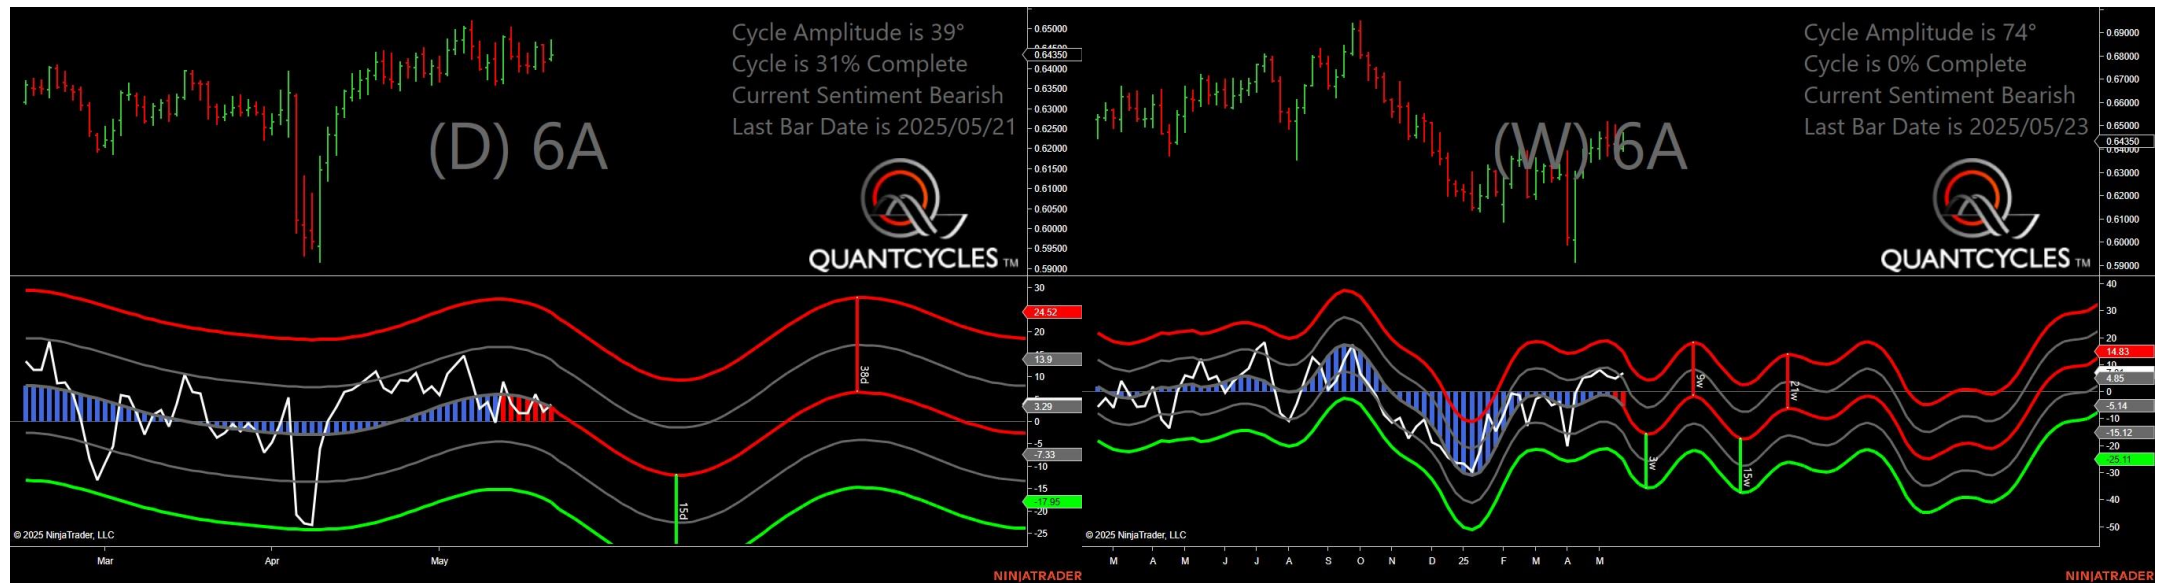 Cycle Amplitude is 39°
Cycle is 31% Complete
Current Sentiment Bearish
Last Bar Date is 2025/05/21
(D) 6A
QUANTCYCLES TM
0.65000
0.64350
0.64000
0.63500
0.63000
0.62500
0.62000
0.61500
0.61000
0.60500
0.60000
0.59500
0.59000
30
24.52
20
13.9
10
3.29
0
-5
-7.33
-10
-15
-17.95
-20
-25
38d
15d
© 2025 NinjaTrader, LLC
Mar Apr May
NINJATRADER
Cycle Amplitude is 74°
Cycle is 0% Complete
Current Sentiment Bearish
Last Bar Date is 2025/05/23
(W) 6A
QUANTCYCLES TM
0.69000
0.68000
0.67000
0.66000
0.65000
0.64350
0.64000
0.63000
0.62000
0.61000
0.60000
0.59000
40
30
20
14.83
10
4.85
0
-5.14
-10
-15.12
-20
-25.11
-30
-40
-50
9w
21w
3w
15w
© 2025 NinjaTrader, LLC
M A M J J A S O N D 25 F M A M
NINJATRADER